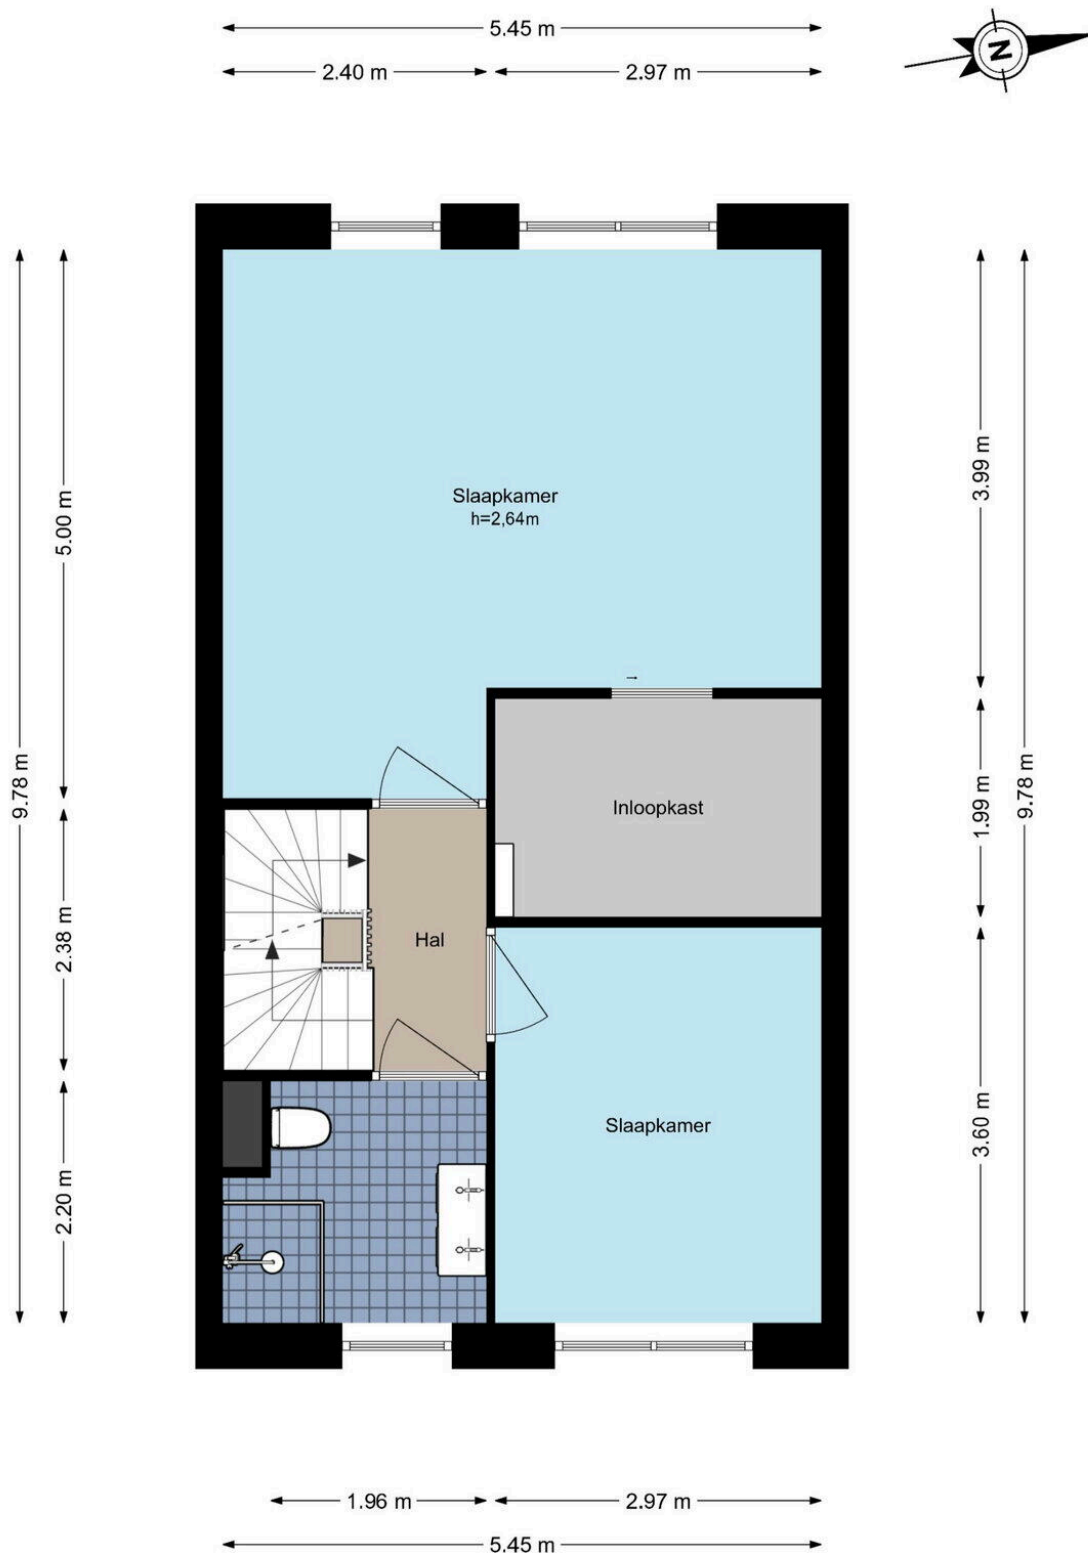 5.45 m
2.40 m
2.97 m
N
5.00 m
3.99 m
Slaapkamer
h=2,64m
9.78 m
1.99 m
9.78 m
Inloopkast
2.38 m
Hal
3.60 m
Slaapkamer
2.20 m
1.96 m
2.97 m
5.45 m